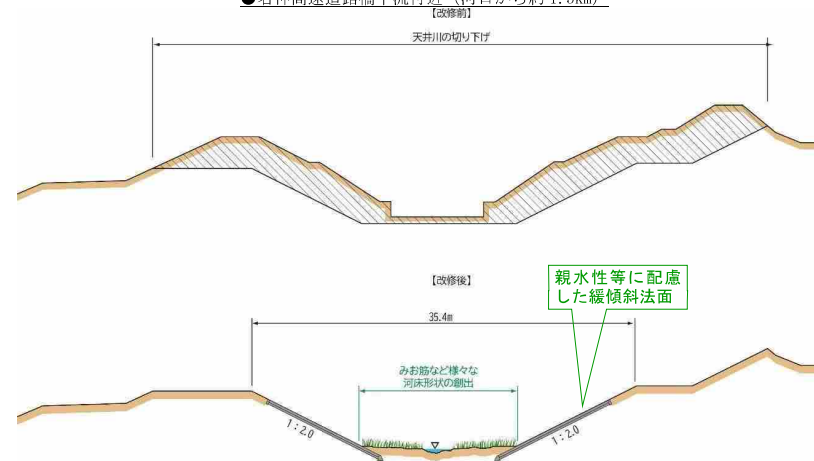 【改修前】
天井川の切り下げ
【改修後】
親水性等に配慮
した緩傾斜法面
35.4m
みお筋など様々な
河床形状の創出
1：2.0
1：2.0